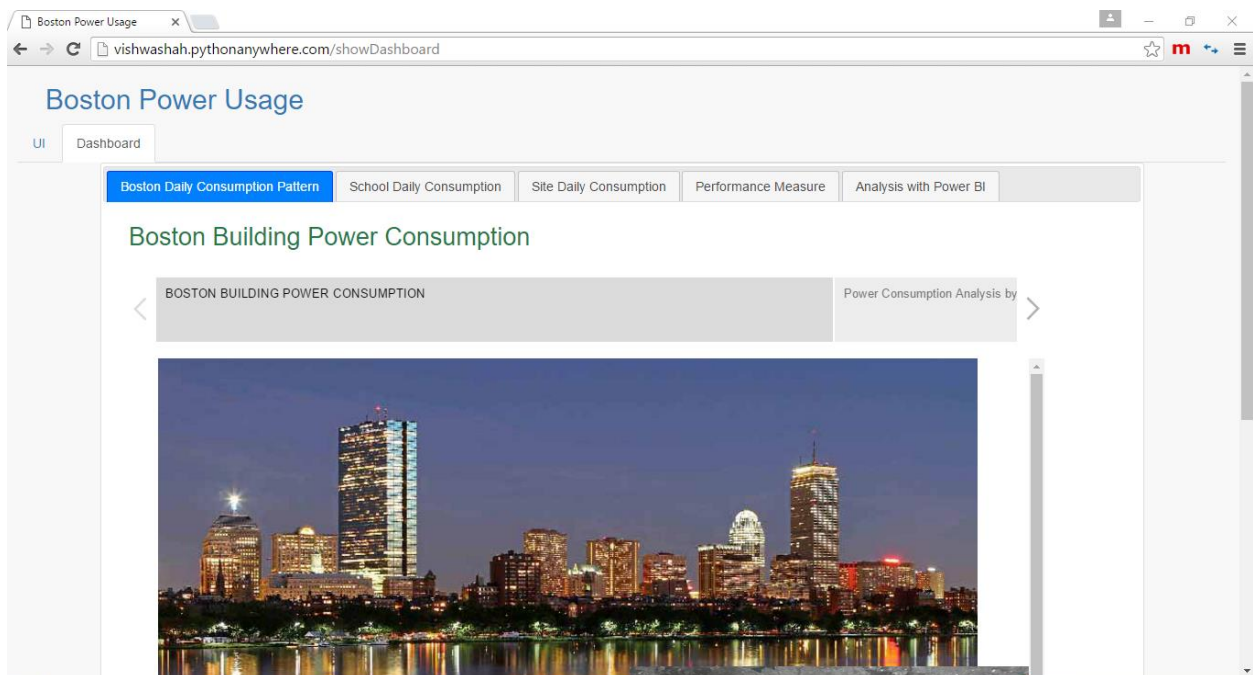 Boston Power Usage
vishwashah.pythonanywhere.com/showDashboard
m
Boston Power Usage
UI Dashboard
Boston Daily Consumption Pattern School Daily Consumption Site Daily Consumption Performance Measure Analysis with Power BI
Boston Building Power Consumption
BOSTON BUILDING POWER CONSUMPTION Power Consumption Analysis by